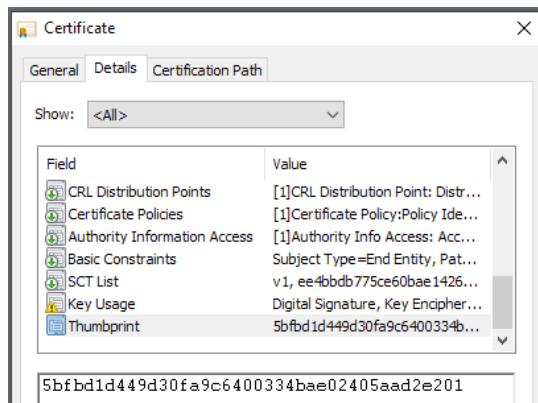 Certificate
General Details Certification Path
Show: <All>
Field Value
CRL Distribution Points [1]CRL Distribution Point: Distr...
Certificate Policies [1]Certificate Policy:Policy Ide...
Authority Information Access [1]Authority Info Access: Acc...
Basic Constraints Subject Type=End Entity, Pat...
SCT List v1, ee4bbdb775ce60bae1426...
Key Usage Digital Signature, Key Encipher...
Thumbprint 5bfbd1d449d30fa9c6400334b...
5bfbd1d449d30fa9c6400334bae02405aad2e201